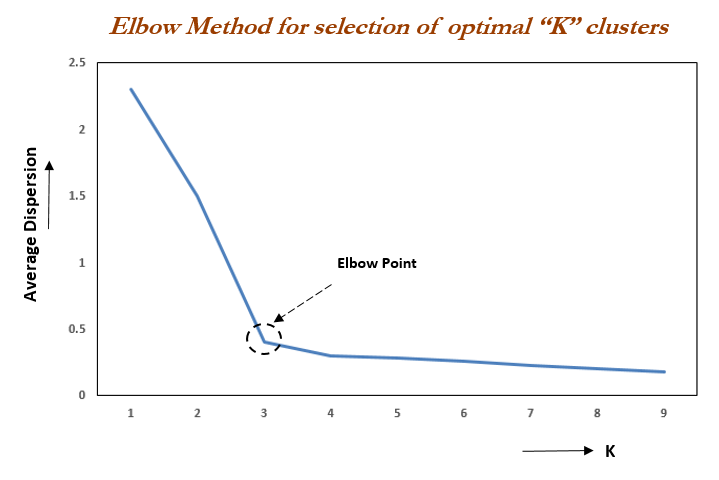 Elbow Method for selection of optimal “K” clusters
2.5
2
1.5
1
0.5
0
Average Dispersion
Elbow Point
1 2 3 4 5 6 7 8 9
K